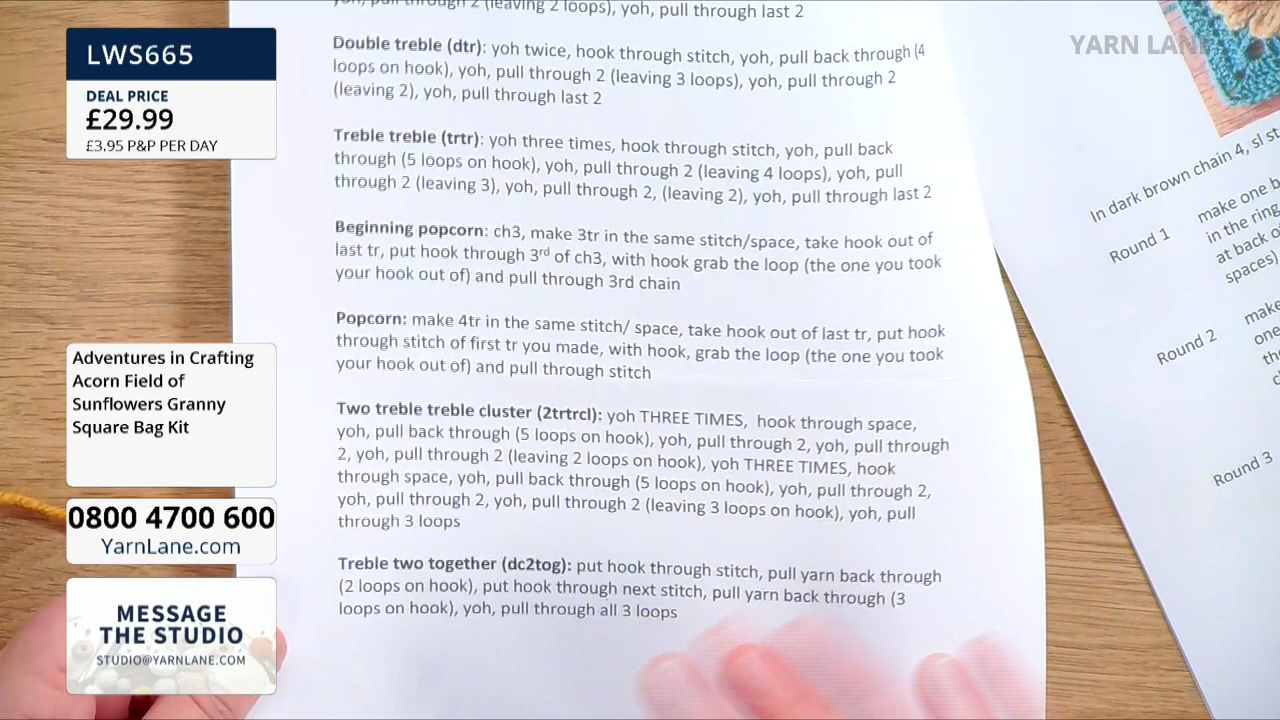 LWS665
DEAL PRICE
£29.99
£3.95 P&P PER DAY
Adventures in Crafting
Acorn Field of
Sunflowers Granny
Square Bag Kit
0800 4700 600
YarnLane.com
MESSAGE
THE STUDIO
STUDIO@YARNLANE.COM
YARN LANE
yoh, pull through 2 (leaving 2 loops), yoh, pull through last 2
Double treble (dtr): yoh twice, hook through stitch, yoh, pull back through (4
loops on hook), yoh, pull through 2 (leaving 3 loops), yoh, pull through 2
(leaving 2), yoh, pull through last 2
Treble treble (trtr): yoh three times, hook through stitch, yoh, pull back
through (5 loops on hook), yoh, pull through 2 (leaving 4 loops), yoh, pull
through 2 (leaving 3), yoh, pull through 2, (leaving 2), yoh, pull through last 2
Beginning popcorn: ch3, make 3tr in the same stitch/space, take hook out of
last tr, put hook through 3rd of ch3, with hook grab the loop (the one you took
your hook out of) and pull through 3rd chain
Popcorn: make 4tr in the same stitch/ space, take hook out of last tr, put hook
through stitch of first tr you made, with hook, grab the loop (the one you took
your hook out of) and pull through stitch
Two treble treble cluster (2trtrcl): yoh THREE TIMES, hook through space,
yoh, pull back through (5 loops on hook), yoh, pull through 2, yoh, pull through
2, yoh, pull through 2 (leaving 2 loops on hook), yoh THREE TIMES, hook
through space, yoh, pull back through (5 loops on hook), yoh, pull through 2,
yoh, pull through 2, yoh, pull through 2 (leaving 3 loops on hook), yoh, pull
through 3 loops
Treble two together (dc2tog): put hook through stitch, pull yarn back through
(2 loops on hook), put hook through next stitch, pull yarn back through (3
loops on hook), yoh, pull through all 3 loops
In dark brown chain 4, sl st
Round 1
make one
in the ring
at back
spaces)
Round 2
make
one
Round 3